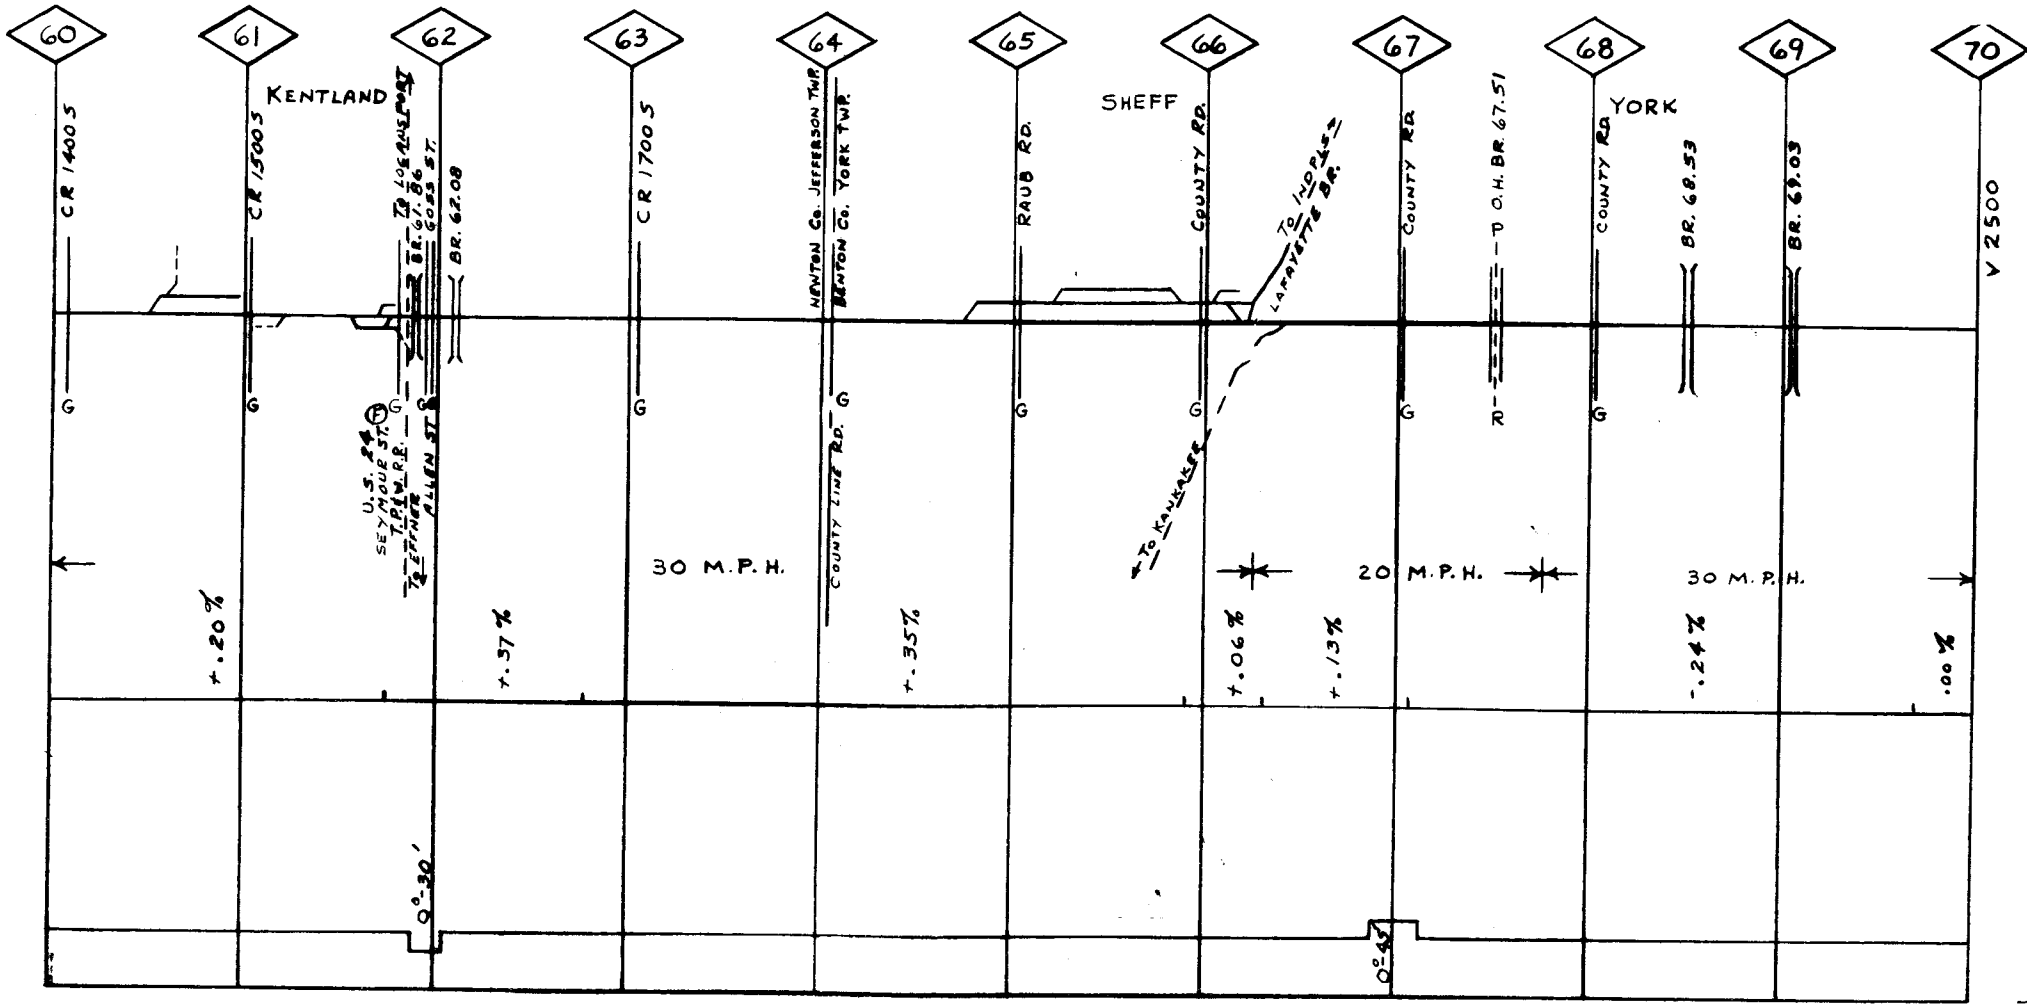 60 61 62 63 64 65 66 67 68 69 70
KENTLAND
SHEFF
YORK
CR 1400 S
CR 1500 S
TO LOGANSPORT
BR. 61.86
GOSS ST.
BR. 62.08
CR 1700 S
NEWTON CO. JEFFERSON TWP.
BENTON CO. YORK TWP.
RAUB RD.
COUNTY RD.
TO INDPLS
LAFAYETTE BR.
COUNTY RD.
P O.H. BR. 67.51
COUNTY RD.
BR. 68.53
BR. 69.03
V 2500
G
G
G
G
G
G
G
G
G
R
G
U.S. 24 F
SEYMOUR ST.
T.P.&W. R.R.
TO EFFNER
ALLEN ST
COUNTY LINE RD.
TO KANKAKEE
30 M.P.H.
20 M.P.H.
30 M.P.H.
+.20%
+.37%
+.35%
+.06%
+.13%
-.24%
.00%
0°-30'
0°-45'